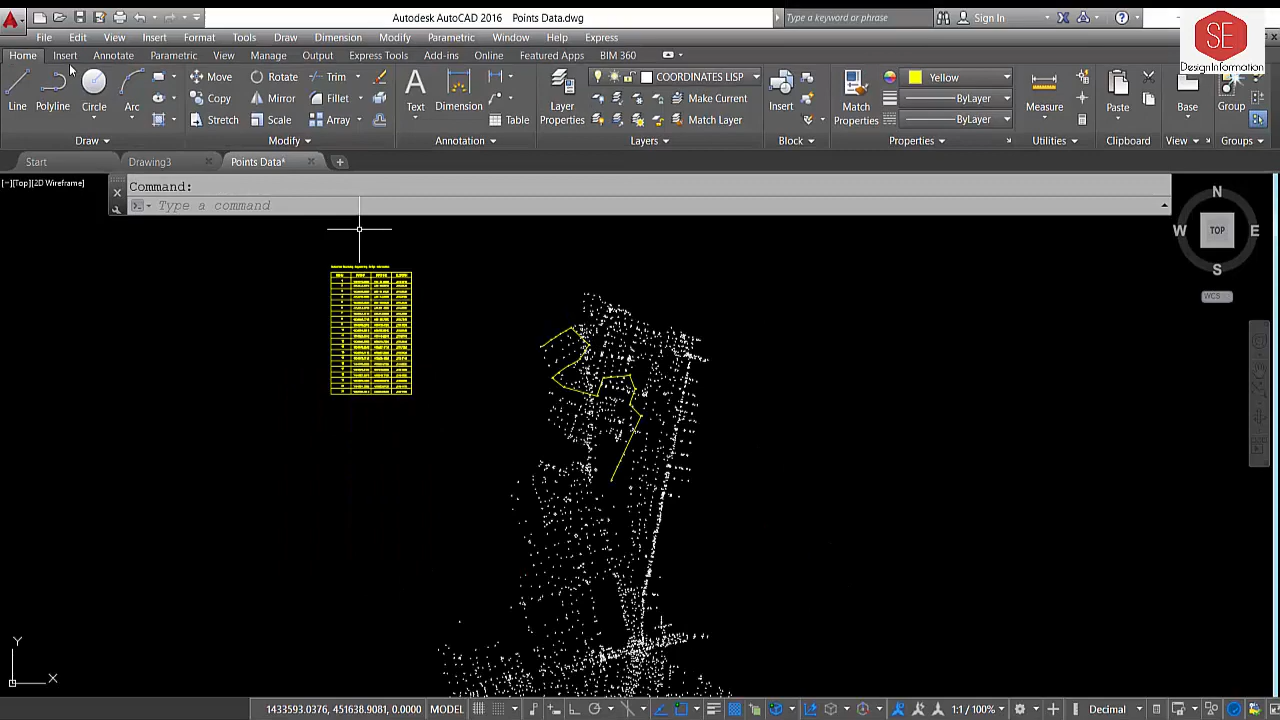 Autodesk AutoCAD 2016 Points Data.dwg
Type a keyword or phrase
Sign In
File Edit View Insert Format Tools Draw Dimension Modify Parametric Window Help Express
Home Insert Annotate Parametric View Manage Output Express Tools Add-ins Online Featured Apps BIM 360
SE
DesignInformation
Line Polyline Circle Arc
Move Rotate Trim
Copy Mirror Fillet
Stretch Scale Array
Text Dimension Table
Layer Properties
COORDINATES LISP
Make Current
Match Layer
Insert
Match Properties
Yellow
ByLayer
ByLayer
Measure
Paste
Base
Group
Draw Modify Annotation Layers Block Properties Utilities Clipboard View Groups
Start Drawing3 Points Data*
[−][Top][2D Wireframe]
Command:
Type a command
N
W TOP E
S
WCS
Y
X
1433593.0376, 451638.9081, 0.0000 MODEL 1:1/100% Decimal